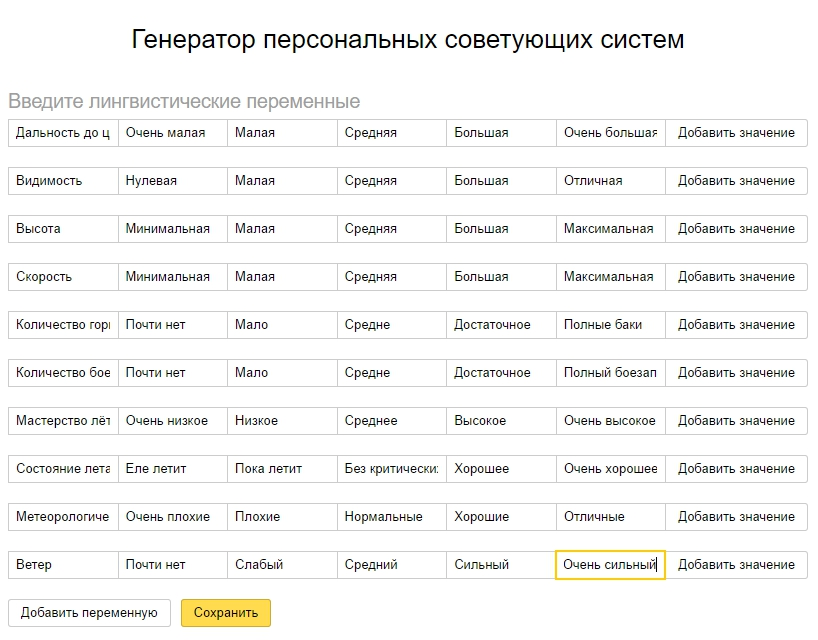 Генератор персональных советующих систем
Введите лингвистические переменные
Дальность до ц Очень малая Малая Средняя Большая Очень большая Добавить значение
Видимость Нулевая Малая Средняя Большая Отличная Добавить значение
Высота Минимальная Малая Средняя Большая Максимальная Добавить значение
Скорость Минимальная Малая Средняя Большая Максимальная Добавить значение
Количество горн Почти нет Мало Средне Достаточное Полные баки Добавить значение
Количество бое Почти нет Мало Средне Достаточное Полный боезап Добавить значение
Мастерство лёт Очень низкое Низкое Среднее Высокое Очень высокое Добавить значение
Состояние лета Еле летит Пока летит Без критически Хорошее Очень хорошее Добавить значение
Метеорологиче Очень плохие Плохие Нормальные Хорошие Отличные Добавить значение
Ветер Почти нет Слабый Средний Сильный Очень сильный Добавить значение
Добавить переменную Сохранить